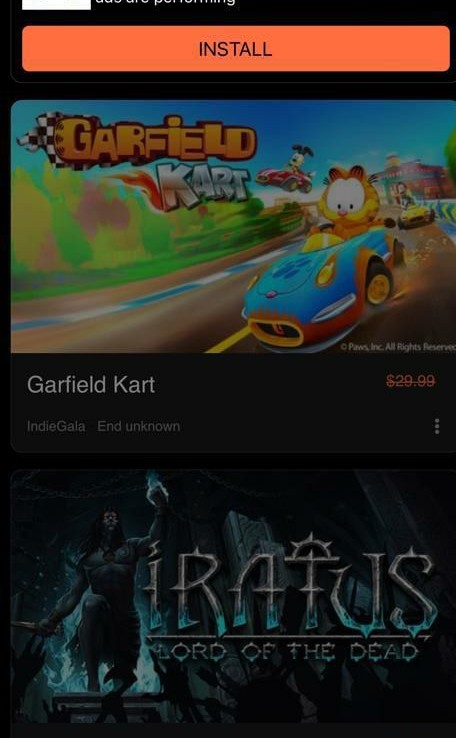 ads are performing
INSTALL
GARFIELD
KART
© Paws, Inc. All Rights Reserved
Garfield Kart
$29.99
IndieGala End unknown
IRATUS
LORD OF THE DEAD